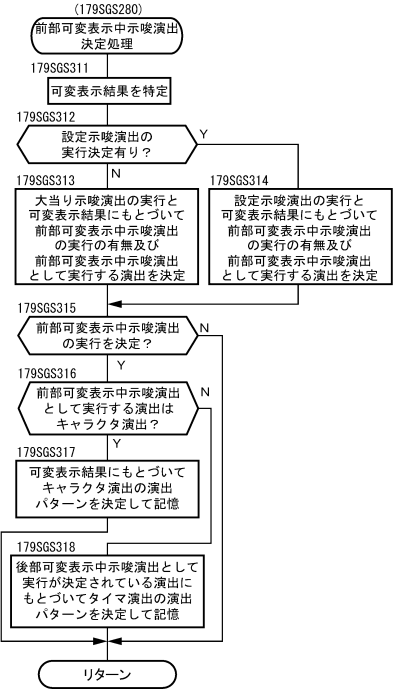 (179SGS280)
前部可変表示中示唆演出
決定処理
179SGS311
可変表示結果を特定
179SGS312
設定示唆演出の
実行決定有り？
Y
N
179SGS313
大当り示唆演出の実行と
可変表示結果にもとづいて
前部可変表示中示唆演出
の実行の有無及び
前部可変表示中示唆演出
として実行する演出を決定
179SGS314
設定示唆演出の実行と
可変表示結果にもとづいて
前部可変表示中示唆演出
の実行の有無及び
前部可変表示中示唆演出
として実行する演出を決定
179SGS315
前部可変表示中示唆演出
の実行を決定？
N
Y
179SGS316
前部可変表示中示唆演出
として実行する演出は
キャラクタ演出？
N
Y
179SGS317
可変表示結果にもとづいて
キャラクタ演出の演出
パターンを決定して記憶
179SGS318
後部可変表示中示唆演出として
実行が決定されている演出に
もとづいてタイマ演出の演出
パターンを決定して記憶
リターン